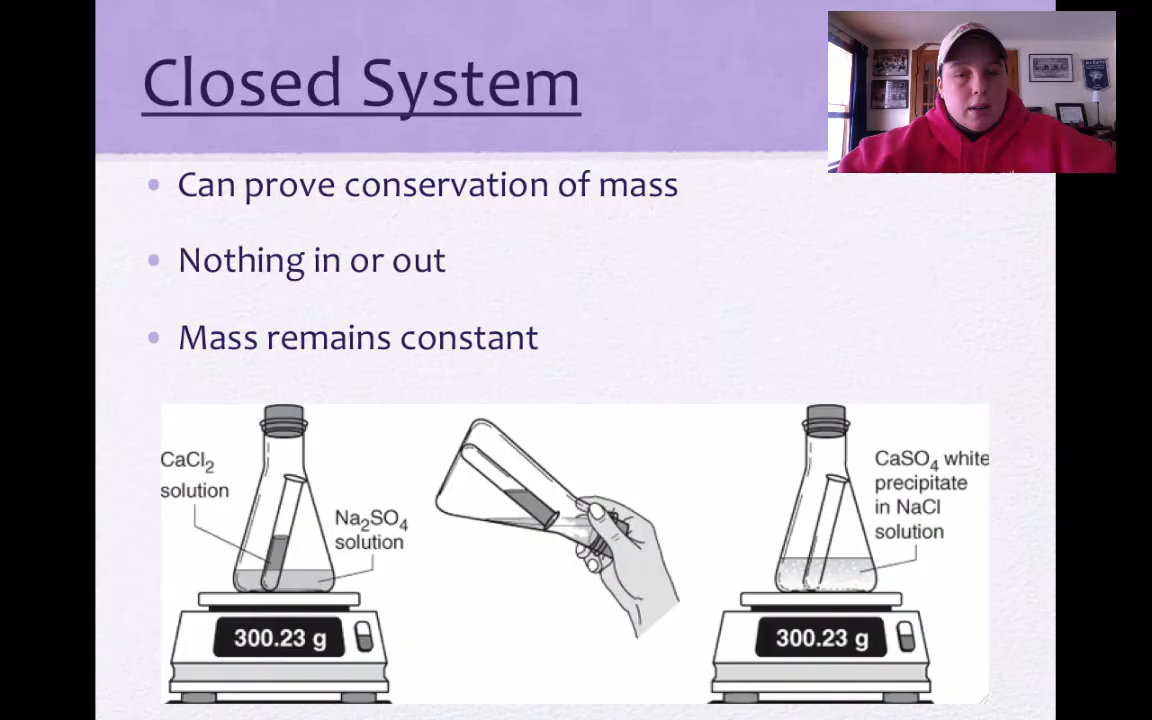 Closed System
• Can prove conservation of mass
• Nothing in or out
• Mass remains constant
CaCl₂
solution
Na₂SO₄
solution
CaSO₄ white
precipitate
in NaCl
solution
300.23 g
300.23 g